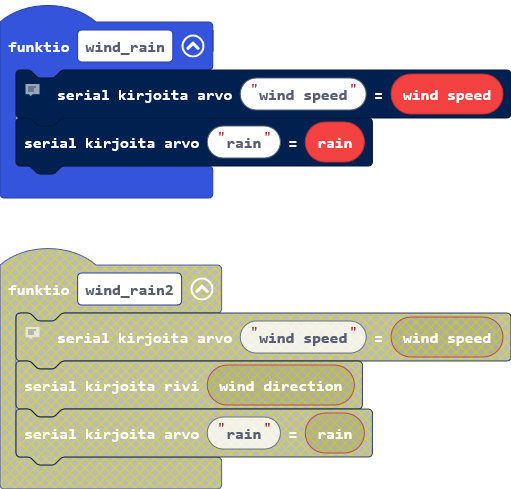 funktio wind_rain
serial kirjoita arvo "wind speed" = wind speed
serial kirjoita arvo "rain" = rain
funktio wind_rain2
serial kirjoita arvo "wind speed" = wind speed
serial kirjoita rivi wind direction
serial kirjoita arvo "rain" = rain